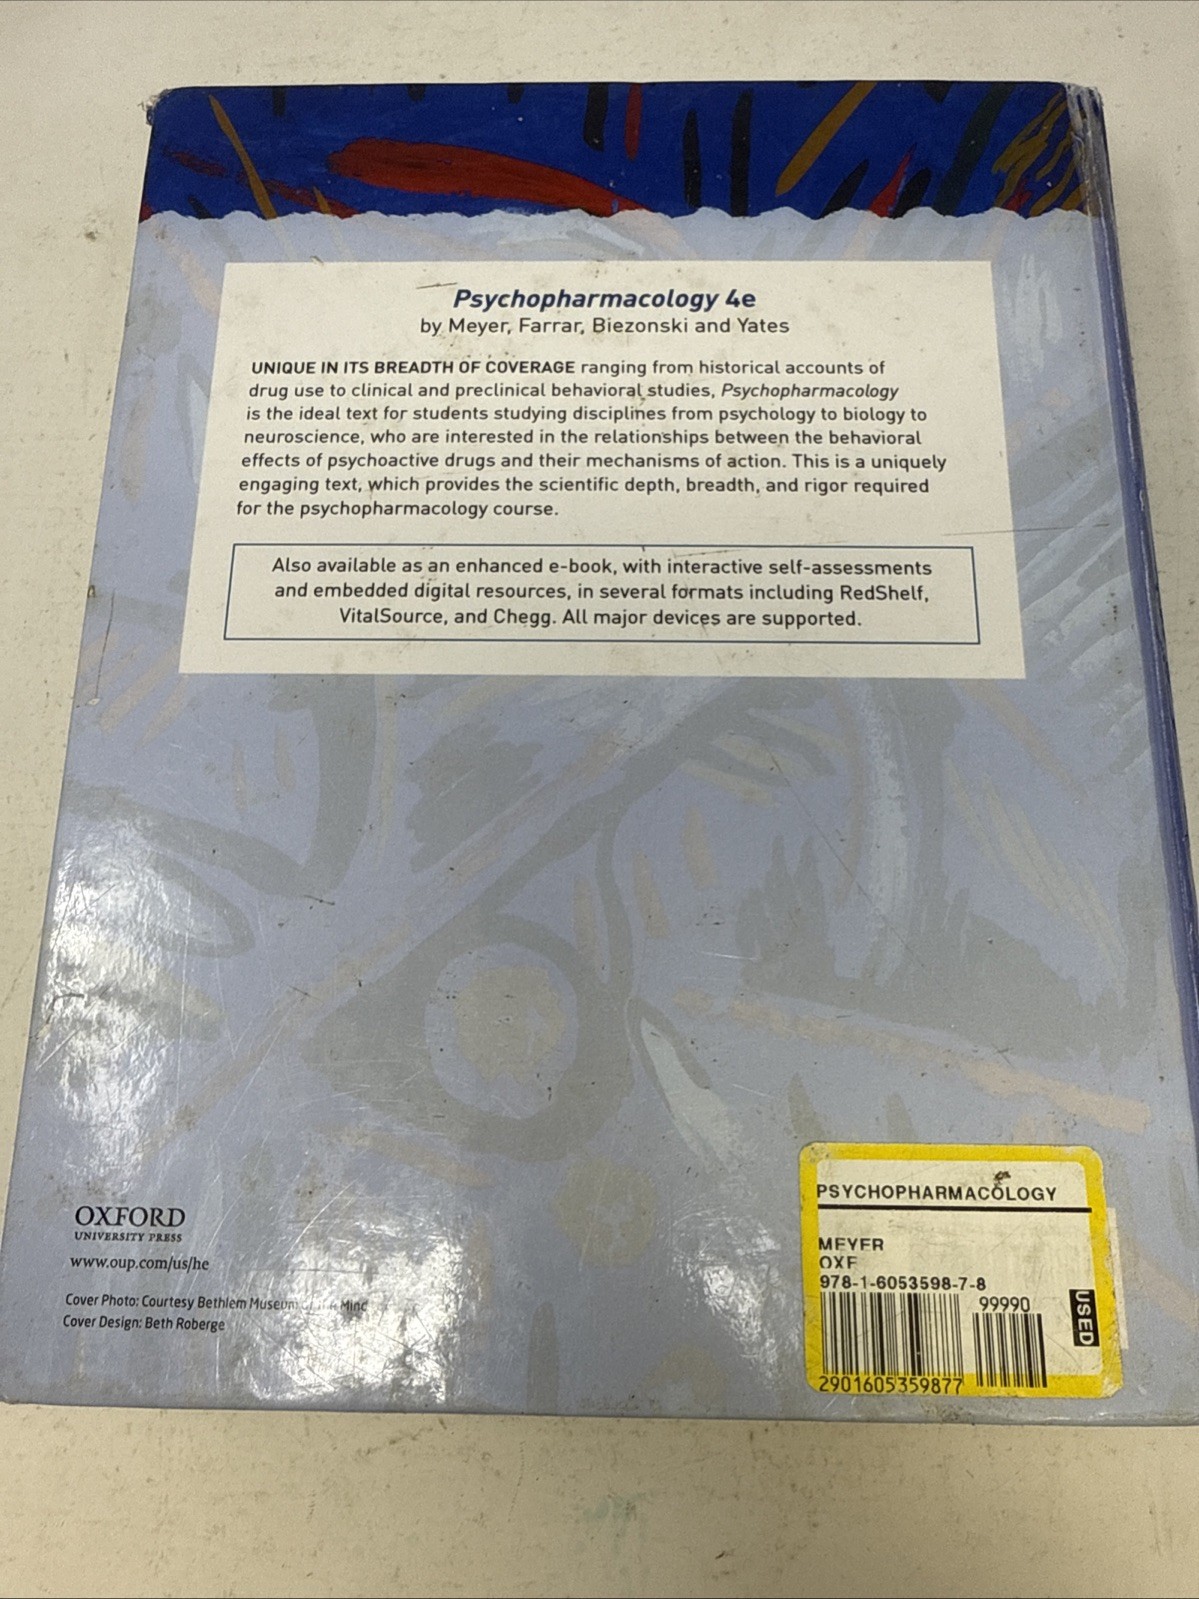 Psychopharmacology 4e
by Meyer, Farrar, Biezonski and Yates
UNIQUE IN ITS BREADTH OF COVERAGE ranging from historical accounts of
drug use to clinical and preclinical behavioral studies, Psychopharmacology
is the ideal text for students studying disciplines from psychology to biology to
neuroscience, who are interested in the relationships between the behavioral
effects of psychoactive drugs and their mechanisms of action. This is a uniquely
engaging text, which provides the scientific depth, breadth, and rigor required
for the psychopharmacology course.
Also available as an enhanced e-book, with interactive self-assessments
and embedded digital resources, in several formats including RedShelf,
VitalSource, and Chegg. All major devices are supported.
OXFORD
UNIVERSITY PRESS
www.oup.com/us/he
Cover Photo: Courtesy Bethlem Museum of the Mind
Cover Design: Beth Roberge
PSYCHOPHARMACOLOGY
MEYER
OXF
978-1-6053598-7-8
99990
USED
2901605359877